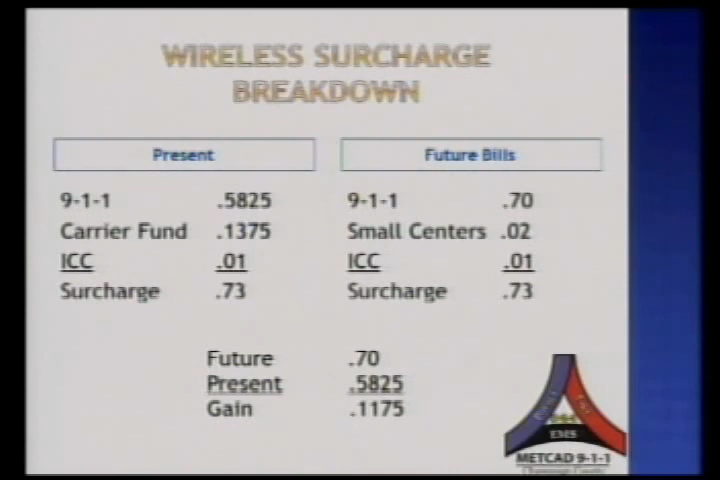 WIRELESS SURCHARGE
BREAKDOWN
Present
Future Bills
9-1-1 .5825
Carrier Fund .1375
ICC .01
Surcharge .73
9-1-1 .70
Small Centers .02
ICC .01
Surcharge .73
Future .70
Present .5825
Gain .1175
EMS
METCAD 9-1-1